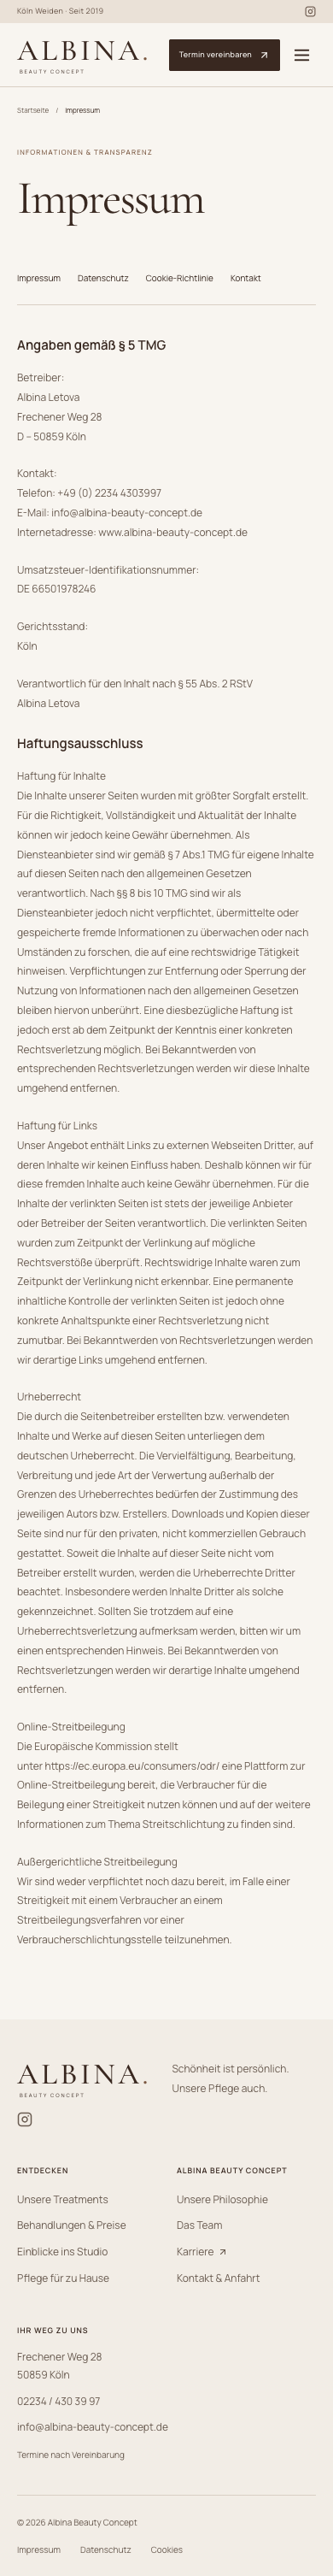 Köln Weiden · Seit 2019
ALBINA.
BEAUTY CONCEPT
Termin vereinbaren
Startseite / Impressum
INFORMATIONEN & TRANSPARENZ
Impressum
Impressum Datenschutz Cookie-Richtlinie Kontakt
Angaben gemäß § 5 TMG
Betreiber:
Albina Letova
Frechener Weg 28
D – 50859 Köln
Kontakt:
Telefon: +49 (0) 2234 4303997
E-Mail: info@albina-beauty-concept.de
Internetadresse: www.albina-beauty-concept.de
Umsatzsteuer-Identifikationsnummer:
DE 66501978246
Gerichtsstand:
Köln
Verantwortlich für den Inhalt nach § 55 Abs. 2 RStV
Albina Letova
Haftungsausschluss
Haftung für Inhalte
Die Inhalte unserer Seiten wurden mit größter Sorgfalt erstellt.
Für die Richtigkeit, Vollständigkeit und Aktualität der Inhalte
können wir jedoch keine Gewähr übernehmen. Als
Diensteanbieter sind wir gemäß § 7 Abs.1 TMG für eigene Inhalte
auf diesen Seiten nach den allgemeinen Gesetzen
verantwortlich. Nach §§ 8 bis 10 TMG sind wir als
Diensteanbieter jedoch nicht verpflichtet, übermittelte oder
gespeicherte fremde Informationen zu überwachen oder nach
Umständen zu forschen, die auf eine rechtswidrige Tätigkeit
hinweisen. Verpflichtungen zur Entfernung oder Sperrung der
Nutzung von Informationen nach den allgemeinen Gesetzen
bleiben hiervon unberührt. Eine diesbezügliche Haftung ist
jedoch erst ab dem Zeitpunkt der Kenntnis einer konkreten
Rechtsverletzung möglich. Bei Bekanntwerden von
entsprechenden Rechtsverletzungen werden wir diese Inhalte
umgehend entfernen.
Haftung für Links
Unser Angebot enthält Links zu externen Webseiten Dritter, auf
deren Inhalte wir keinen Einfluss haben. Deshalb können wir für
diese fremden Inhalte auch keine Gewähr übernehmen. Für die
Inhalte der verlinkten Seiten ist stets der jeweilige Anbieter
oder Betreiber der Seiten verantwortlich. Die verlinkten Seiten
wurden zum Zeitpunkt der Verlinkung auf mögliche
Rechtsverstöße überprüft. Rechtswidrige Inhalte waren zum
Zeitpunkt der Verlinkung nicht erkennbar. Eine permanente
inhaltliche Kontrolle der verlinkten Seiten ist jedoch ohne
konkrete Anhaltspunkte einer Rechtsverletzung nicht
zumutbar. Bei Bekanntwerden von Rechtsverletzungen werden
wir derartige Links umgehend entfernen.
Urheberrecht
Die durch die Seitenbetreiber erstellten bzw. verwendeten
Inhalte und Werke auf diesen Seiten unterliegen dem
deutschen Urheberrecht. Die Vervielfältigung, Bearbeitung,
Verbreitung und jede Art der Verwertung außerhalb der
Grenzen des Urheberrechtes bedürfen der Zustimmung des
jeweiligen Autors bzw. Erstellers. Downloads und Kopien dieser
Seite sind nur für den privaten, nicht kommerziellen Gebrauch
gestattet. Soweit die Inhalte auf dieser Seite nicht vom
Betreiber erstellt wurden, werden die Urheberrechte Dritter
beachtet. Insbesondere werden Inhalte Dritter als solche
gekennzeichnet. Sollten Sie trotzdem auf eine
Urheberrechtsverletzung aufmerksam werden, bitten wir um
einen entsprechenden Hinweis. Bei Bekanntwerden von
Rechtsverletzungen werden wir derartige Inhalte umgehend
entfernen.
Online-Streitbeilegung
Die Europäische Kommission stellt
unter https://ec.europa.eu/consumers/odr/ eine Plattform zur
Online-Streitbeilegung bereit, die Verbraucher für die
Beilegung einer Streitigkeit nutzen können und auf der weitere
Informationen zum Thema Streitschlichtung zu finden sind.
Außergerichtliche Streitbeilegung
Wir sind weder verpflichtet noch dazu bereit, im Falle einer
Streitigkeit mit einem Verbraucher an einem
Streitbeilegungsverfahren vor einer
Verbraucherschlichtungsstelle teilzunehmen.
ALBINA.
BEAUTY CONCEPT
Schönheit ist persönlich.
Unsere Pflege auch.
ENTDECKEN
Unsere Treatments
Behandlungen & Preise
Einblicke ins Studio
Pflege für zu Hause
ALBINA BEAUTY CONCEPT
Unsere Philosophie
Das Team
Karriere
Kontakt & Anfahrt
IHR WEG ZU UNS
Frechener Weg 28
50859 Köln
02234 / 430 39 97
info@albina-beauty-concept.de
Termine nach Vereinbarung
© 2026 Albina Beauty Concept
Impressum Datenschutz Cookies